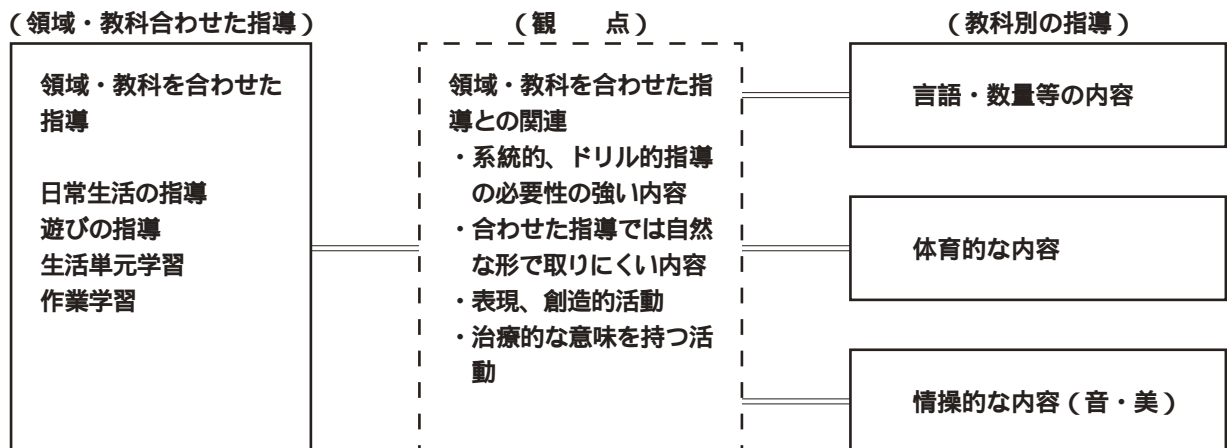 （領域・教科合わせた指導）
領域・教科を合わせた
指導
日常生活の指導
遊びの指導
生活単元学習
作業学習
（観　　点）
領域・教科を合わせた指
導との関連
・系統的、ドリル的指導
の必要性の強い内容
・合わせた指導では自然
な形で取りにくい内容
・表現、創造的活動
・治療的な意味を持つ活
動
（教科別の指導）
言語・数量等の内容
体育的な内容
情操的な内容（音・美）